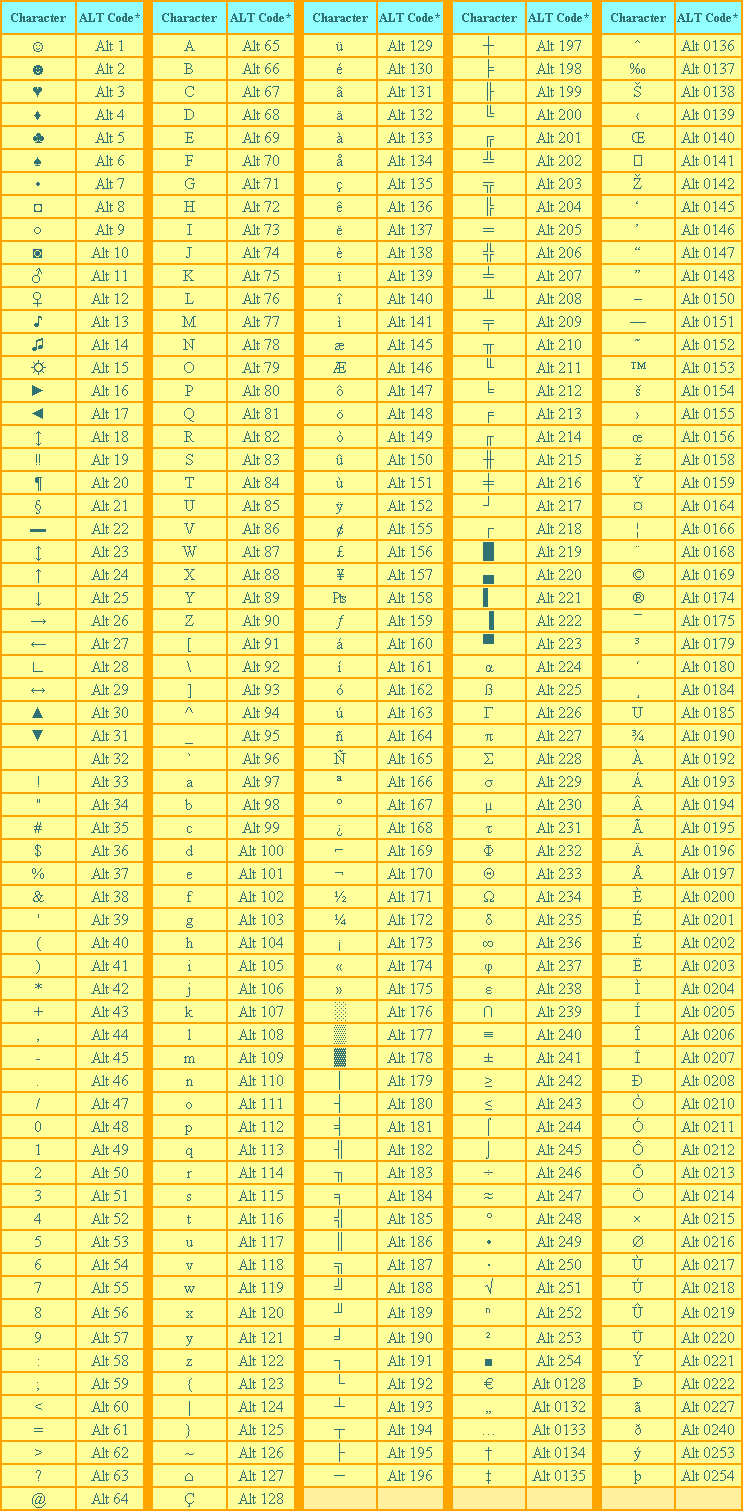 Character ALT Code* Character ALT Code* Character ALT Code* Character ALT Code* Character ALT Code*
☺ Alt 1 A Alt 65 ü Alt 129 ┼ Alt 197 ˆ Alt 0136
☻ Alt 2 B Alt 66 é Alt 130 ╞ Alt 198 ‰ Alt 0137
♥ Alt 3 C Alt 67 â Alt 131 ╟ Alt 199 Š Alt 0138
♦ Alt 4 D Alt 68 ä Alt 132 ╚ Alt 200 ‹ Alt 0139
♣ Alt 5 E Alt 69 à Alt 133 ╔ Alt 201 Œ Alt 0140
♠ Alt 6 F Alt 70 å Alt 134 ╩ Alt 202 □ Alt 0141
• Alt 7 G Alt 71 ç Alt 135 ╦ Alt 203 Ž Alt 0142
◘ Alt 8 H Alt 72 ê Alt 136 ╠ Alt 204 ‘ Alt 0145
○ Alt 9 I Alt 73 ë Alt 137 ═ Alt 205 ’ Alt 0146
◙ Alt 10 J Alt 74 è Alt 138 ╬ Alt 206 “ Alt 0147
♂ Alt 11 K Alt 75 ï Alt 139 ╧ Alt 207 ” Alt 0148
♀ Alt 12 L Alt 76 î Alt 140 ╨ Alt 208 – Alt 0150
♪ Alt 13 M Alt 77 ì Alt 141 ╤ Alt 209 — Alt 0151
♫ Alt 14 N Alt 78 æ Alt 145 ╥ Alt 210 ˜ Alt 0152
☼ Alt 15 O Alt 79 Æ Alt 146 ╙ Alt 211 ™ Alt 0153
► Alt 16 P Alt 80 ô Alt 147 ╘ Alt 212 š Alt 0154
◄ Alt 17 Q Alt 81 ö Alt 148 ╒ Alt 213 › Alt 0155
↕ Alt 18 R Alt 82 ò Alt 149 ╓ Alt 214 œ Alt 0156
‼ Alt 19 S Alt 83 û Alt 150 ╫ Alt 215 ž Alt 0158
¶ Alt 20 T Alt 84 ù Alt 151 ╪ Alt 216 Ÿ Alt 0159
§ Alt 21 U Alt 85 ÿ Alt 152 ┘ Alt 217 ¤ Alt 0164
▬ Alt 22 V Alt 86 ¢ Alt 155 ┌ Alt 218 ¦ Alt 0166
↨ Alt 23 W Alt 87 £ Alt 156 █ Alt 219 ¨ Alt 0168
↑ Alt 24 X Alt 88 ¥ Alt 157 ▄ Alt 220 © Alt 0169
↓ Alt 25 Y Alt 89 ₧ Alt 158 ▌ Alt 221 ® Alt 0174
→ Alt 26 Z Alt 90 ƒ Alt 159 ▐ Alt 222 ¯ Alt 0175
← Alt 27 [ Alt 91 á Alt 160 ▀ Alt 223 ³ Alt 0179
∟ Alt 28 \ Alt 92 í Alt 161 α Alt 224 ´ Alt 0180
↔ Alt 29 ] Alt 93 ó Alt 162 ß Alt 225 ¸ Alt 0184
▲ Alt 30 ^ Alt 94 ú Alt 163 Γ Alt 226 U Alt 0185
▼ Alt 31 _ Alt 95 ñ Alt 164 π Alt 227 ¾ Alt 0190
Alt 32 ` Alt 96 Ñ Alt 165 Σ Alt 228 À Alt 0192
! Alt 33 a Alt 97 ª Alt 166 σ Alt 229 Á Alt 0193
" Alt 34 b Alt 98 º Alt 167 µ Alt 230 Â Alt 0194
# Alt 35 c Alt 99 ¿ Alt 168 τ Alt 231 Ã Alt 0195
$ Alt 36 d Alt 100 ⌐ Alt 169 Φ Alt 232 Ä Alt 0196
% Alt 37 e Alt 101 ¬ Alt 170 Θ Alt 233 Å Alt 0197
& Alt 38 f Alt 102 ½ Alt 171 Ω Alt 234 È Alt 0200
' Alt 39 g Alt 103 ¼ Alt 172 δ Alt 235 É Alt 0201
( Alt 40 h Alt 104 ¡ Alt 173 ∞ Alt 236 É Alt 0202
) Alt 41 i Alt 105 « Alt 174 φ Alt 237 Ë Alt 0203
* Alt 42 j Alt 106 » Alt 175 ε Alt 238 Ì Alt 0204
+ Alt 43 k Alt 107 ░ Alt 176 ∩ Alt 239 Í Alt 0205
, Alt 44 l Alt 108 ▒ Alt 177 ≡ Alt 240 Î Alt 0206
- Alt 45 m Alt 109 ▓ Alt 178 ± Alt 241 Ï Alt 0207
. Alt 46 n Alt 110 │ Alt 179 ≥ Alt 242 Ð Alt 0208
/ Alt 47 o Alt 111 ┤ Alt 180 ≤ Alt 243 Ò Alt 0210
0 Alt 48 p Alt 112 ╡ Alt 181 ⌠ Alt 244 Ó Alt 0211
1 Alt 49 q Alt 113 ╢ Alt 182 ⌡ Alt 245 Ô Alt 0212
2 Alt 50 r Alt 114 ╖ Alt 183 ÷ Alt 246 Õ Alt 0213
3 Alt 51 s Alt 115 ╕ Alt 184 ≈ Alt 247 Ö Alt 0214
4 Alt 52 t Alt 116 ╣ Alt 185 ° Alt 248 × Alt 0215
5 Alt 53 u Alt 117 ║ Alt 186 • Alt 249 Ø Alt 0216
6 Alt 54 v Alt 118 ╗ Alt 187 · Alt 250 Ù Alt 0217
7 Alt 55 w Alt 119 ╝ Alt 188 √ Alt 251 Ú Alt 0218
8 Alt 56 x Alt 120 ╜ Alt 189 ⁿ Alt 252 Û Alt 0219
9 Alt 57 y Alt 121 ╛ Alt 190 ² Alt 253 Ü Alt 0220
: Alt 58 z Alt 122 ┐ Alt 191 ■ Alt 254 Ý Alt 0221
; Alt 59 { Alt 123 └ Alt 192 € Alt 0128 Þ Alt 0222
< Alt 60 | Alt 124 ┴ Alt 193 „ Alt 0132 ã Alt 0227
= Alt 61 } Alt 125 ┬ Alt 194 … Alt 0133 ð Alt 0240
> Alt 62 ~ Alt 126 ├ Alt 195 † Alt 0134 ý Alt 0253
? Alt 63 ⌂ Alt 127 ─ Alt 196 ‡ Alt 0135 þ Alt 0254
@ Alt 64 Ç Alt 128